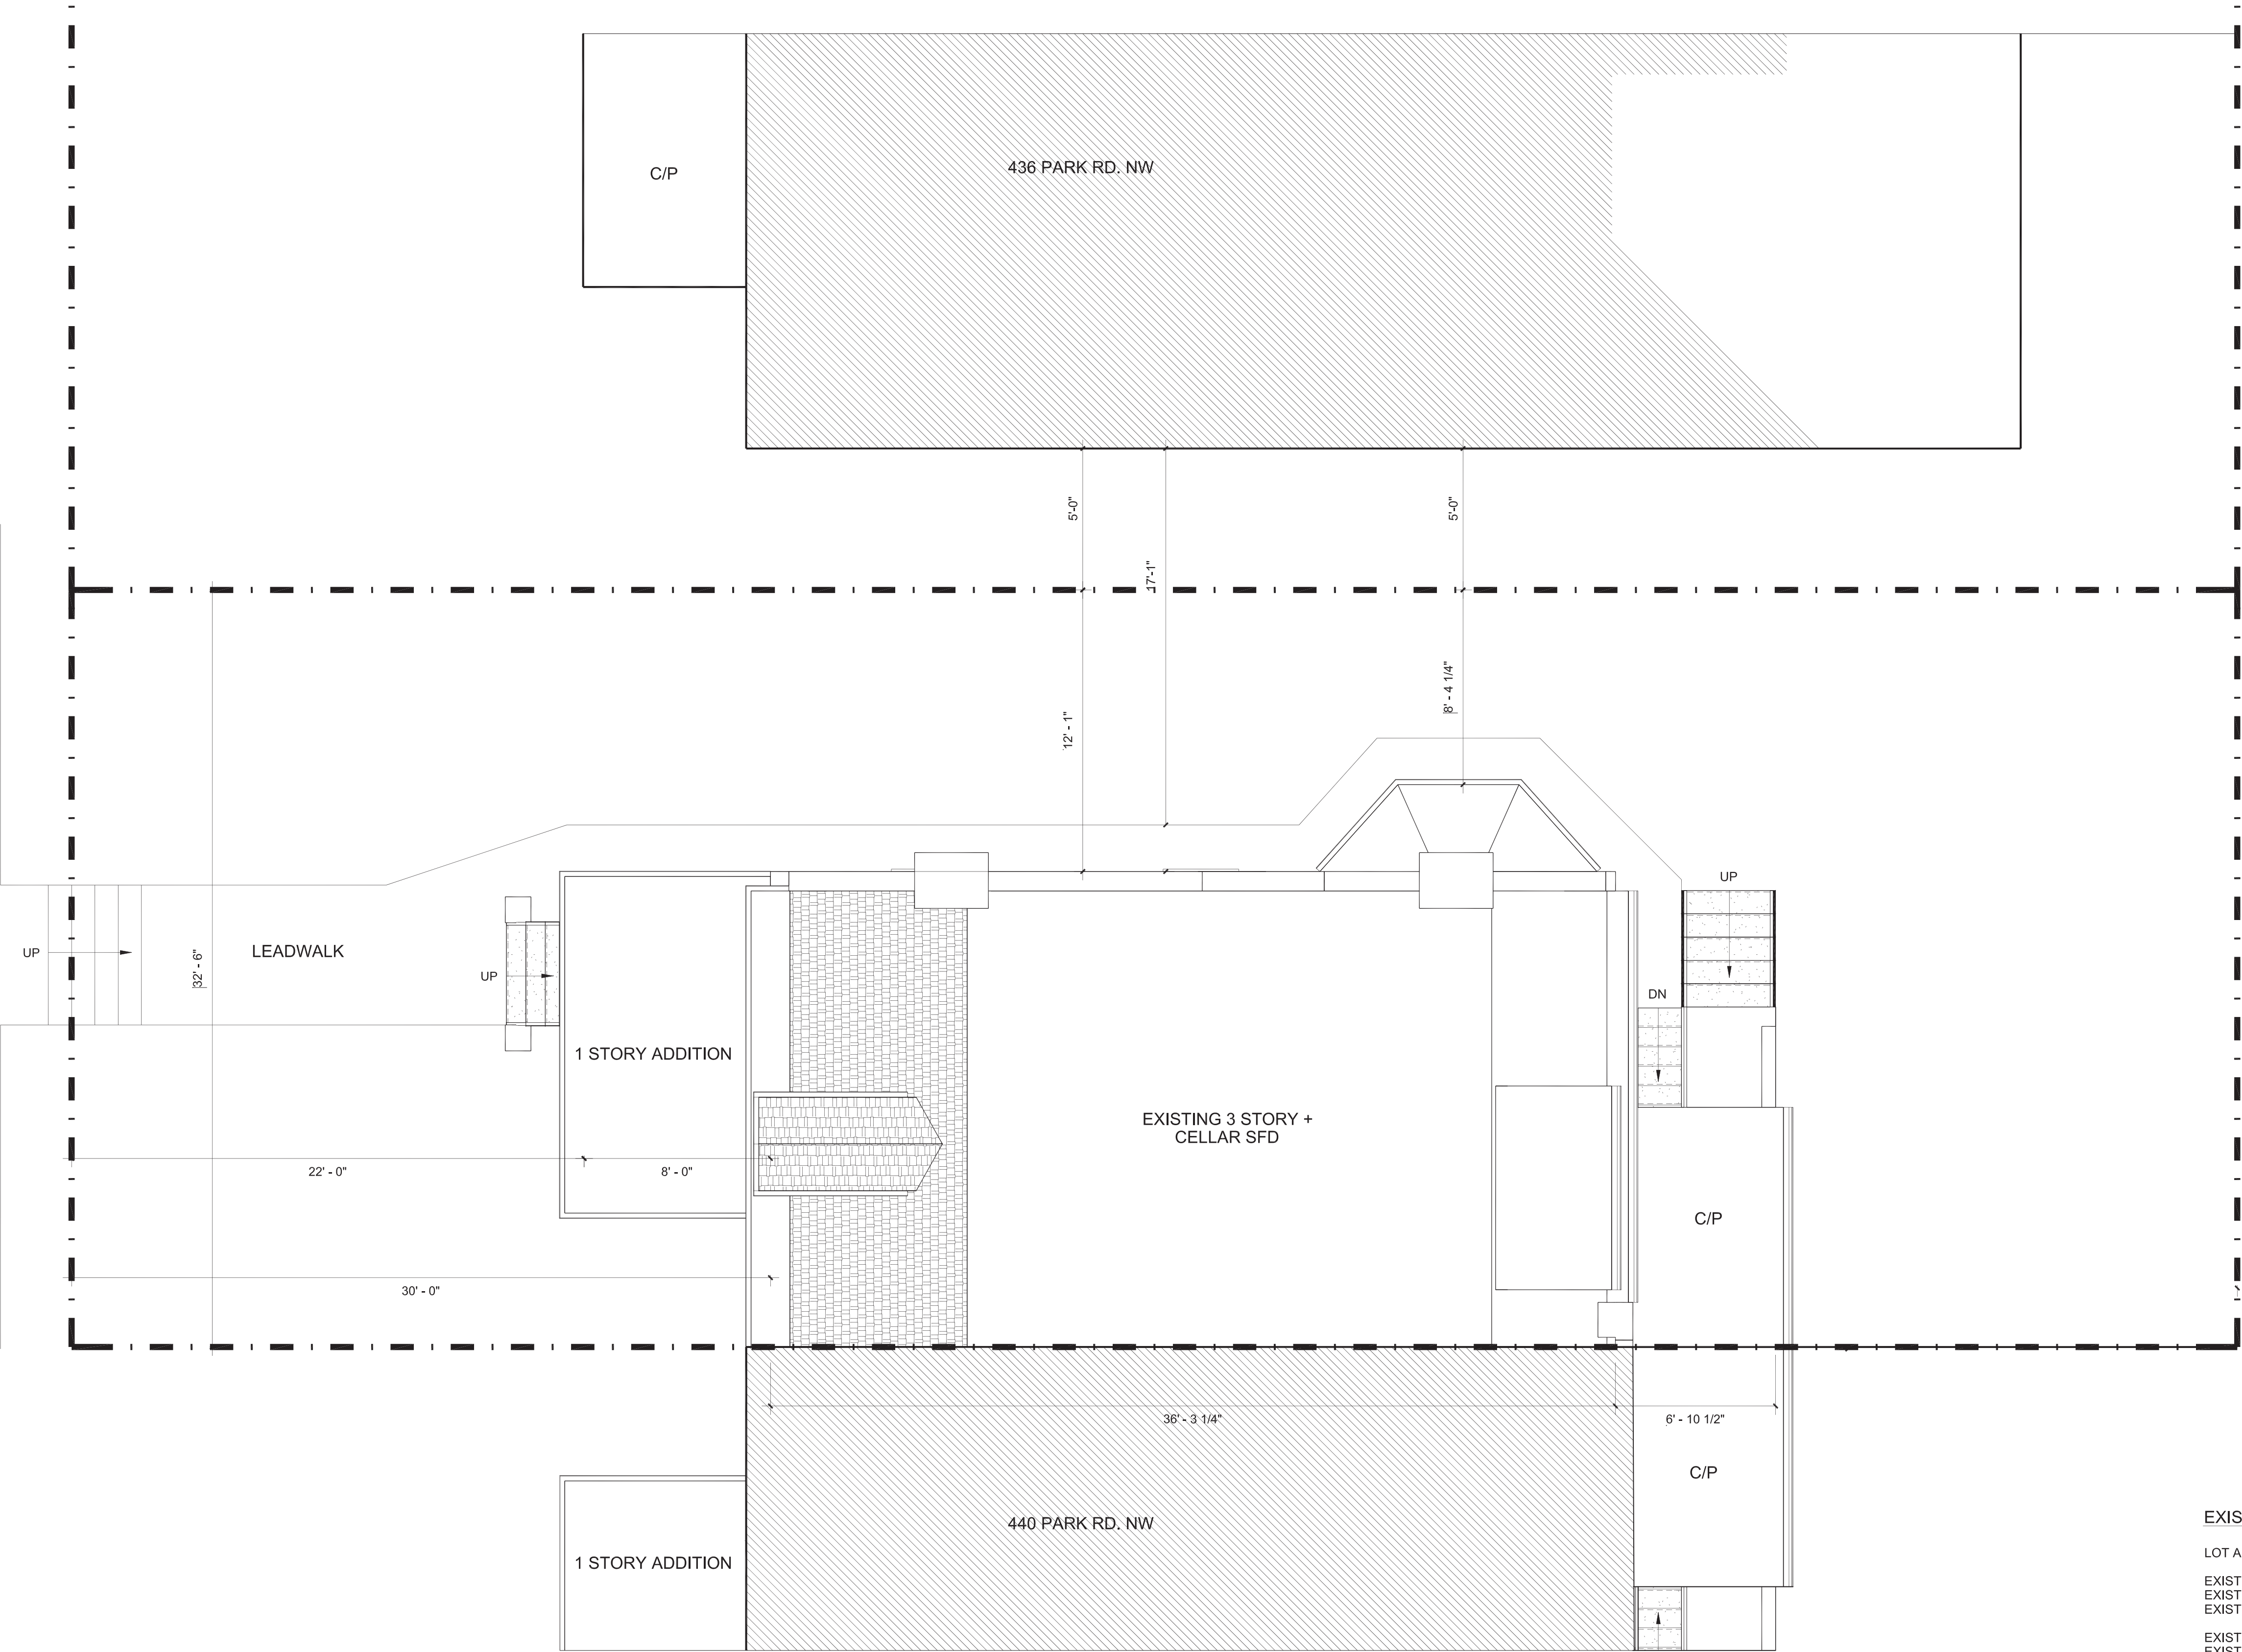 C/P
436 PARK RD. NW
5'-0"
5'-0"
17'-1"
8' - 4 1/4"
12' - 1"
UP
UP
LEADWALK
32' - 6"
UP
DN
1 STORY ADDITION
EXISTING 3 STORY +
CELLAR SFD
22' - 0"
8' - 0"
C/P
30' - 0"
36' - 3 1/4"
6' - 10 1/2"
C/P
440 PARK RD. NW
1 STORY ADDITION
EXIS
LOT A
EXIST
EXIST
EXIST
EXIST
EXIST